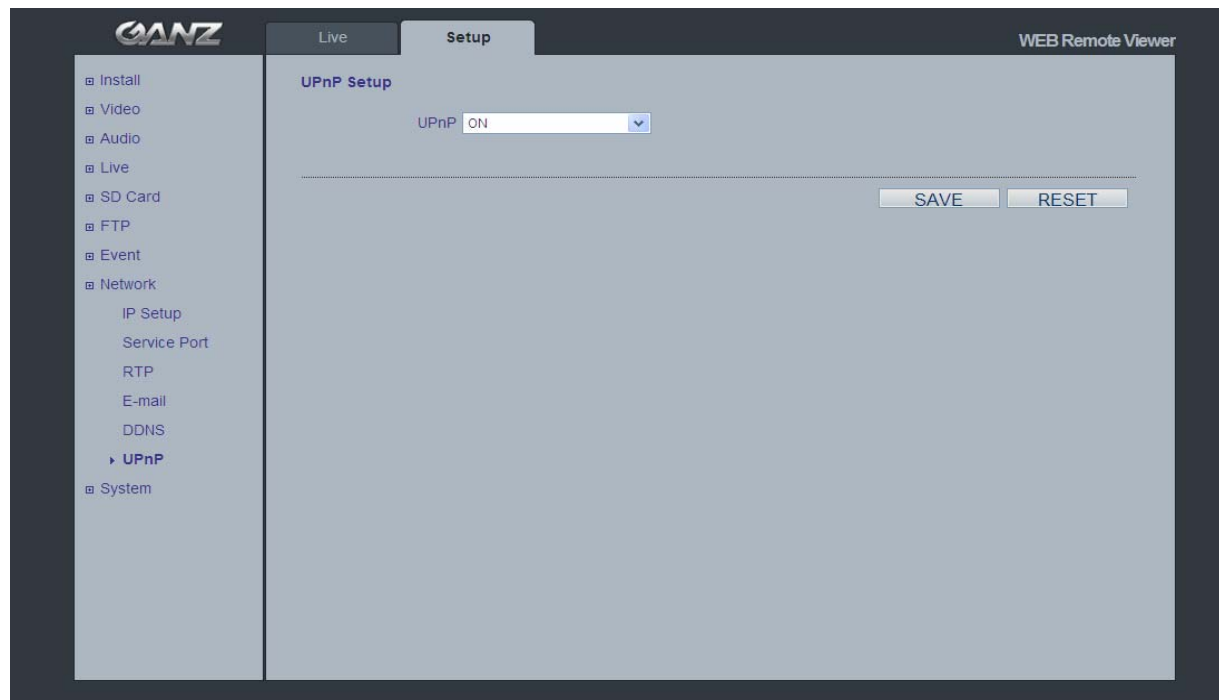 GANZ
Live
Setup
WEB Remote Viewer
Install
Video
Audio
Live
SD Card
FTP
Event
Network
IP Setup
Service Port
RTP
E-mail
DDNS
UPnP
System
UPnP Setup
UPnP ON
SAVE
RESET